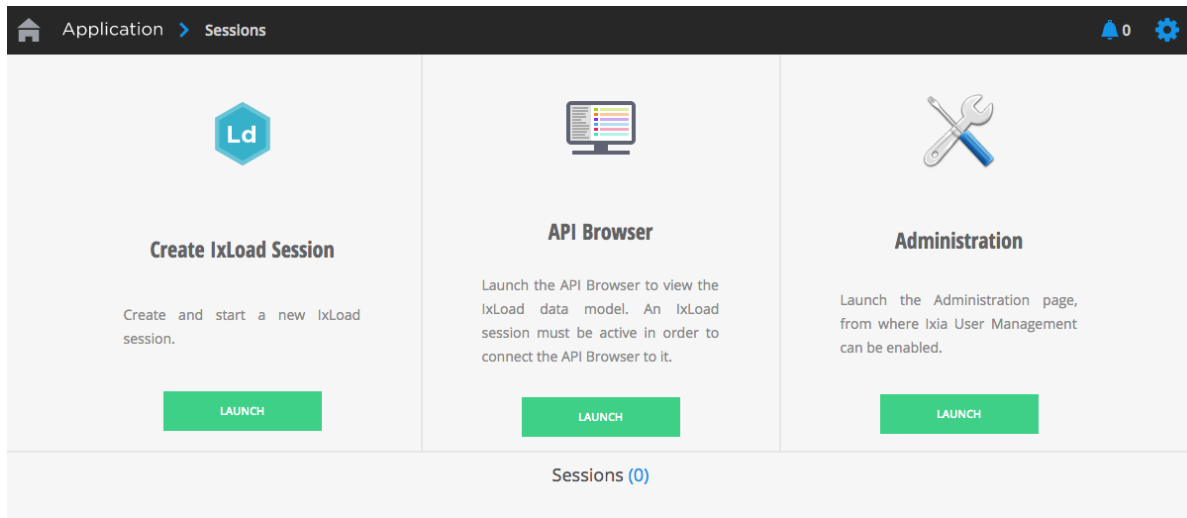 Application > Sessions
0
Ld
Create IxLoad Session
Create and start a new IxLoad
session.
LAUNCH
API Browser
Launch the API Browser to view the
IxLoad data model. An IxLoad
session must be active in order to
connect the API Browser to it.
LAUNCH
Administration
Launch the Administration page,
from where Ixia User Management
can be enabled.
LAUNCH
Sessions (0)